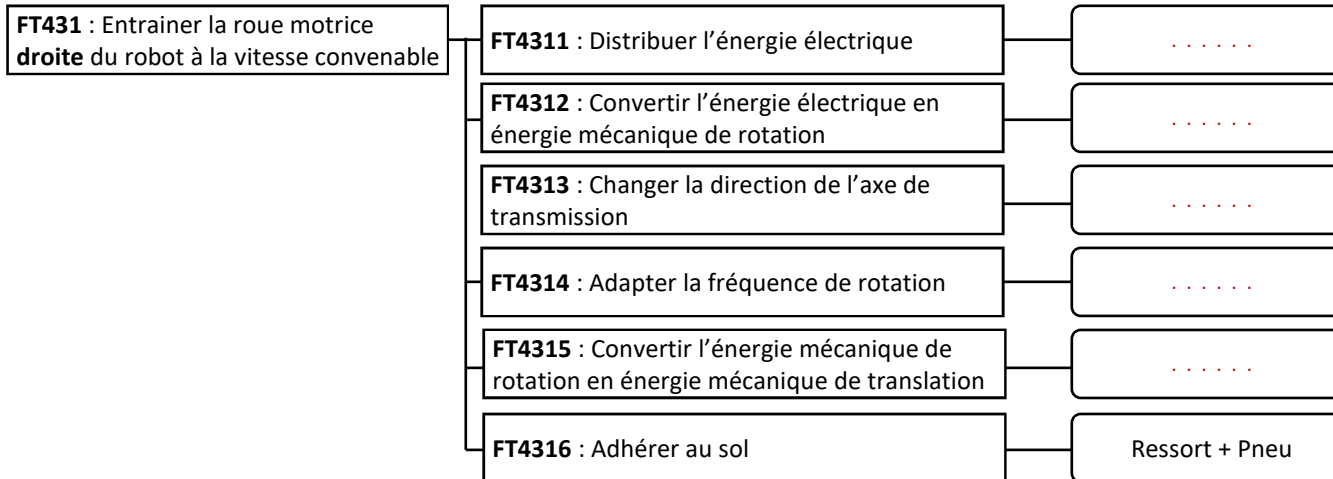 FT431 : Entrainer la roue motrice
droite du robot à la vitesse convenable
FT4311 : Distribuer l’énergie électrique
. . . . . .
FT4312 : Convertir l’énergie électrique en
énergie mécanique de rotation
. . . . . .
FT4313 : Changer la direction de l’axe de
transmission
. . . . . .
FT4314 : Adapter la fréquence de rotation
. . . . . .
FT4315 : Convertir l’énergie mécanique de
rotation en énergie mécanique de translation
. . . . . .
FT4316 : Adhérer au sol
Ressort + Pneu